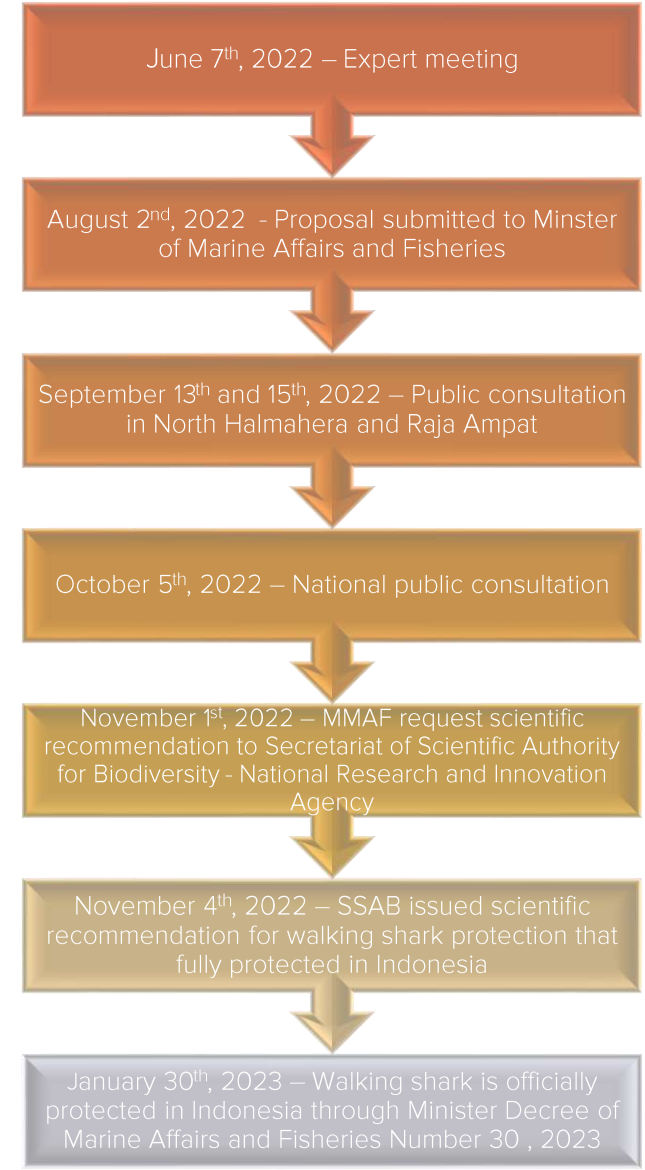 June 7th, 2022 – Expert meeting
August 2nd, 2022 - Proposal submitted to Minster
of Marine Affairs and Fisheries
September 13th and 15th, 2022 – Public consultation
in North Halmahera and Raja Ampat
October 5th, 2022 – National public consultation
November 1st, 2022 – MMAF request scientific
recommendation to Secretariat of Scientific Authority
for Biodiversity - National Research and Innovation
Agency
November 4th, 2022 – SSAB issued scientific
recommendation for walking shark protection that
fully protected in Indonesia
January 30th, 2023 – Walking shark is officially
protected in Indonesia through Minister Decree of
Marine Affairs and Fisheries Number 30 , 2023